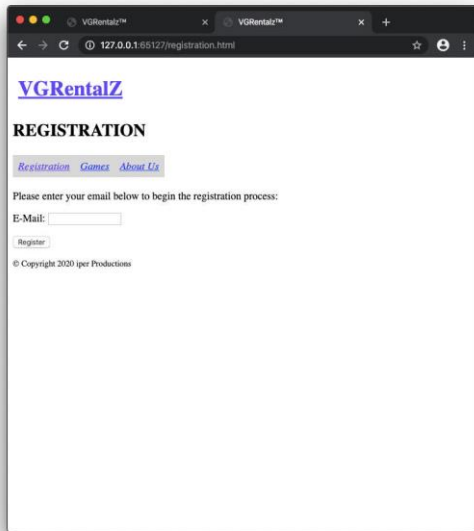 VGRentalz™ VGRentalz™
127.0.0.1:65127/registration.html
VGRentalZ
REGISTRATION
Registration Games About Us
Please enter your email below to begin the registration process:
E-Mail:
Register
© Copyright 2020 iper Productions